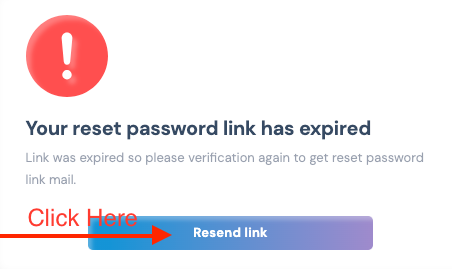 Your reset password link has expired
Link was expired so please verification again to get reset password
link mail.
Click Here
Resend link